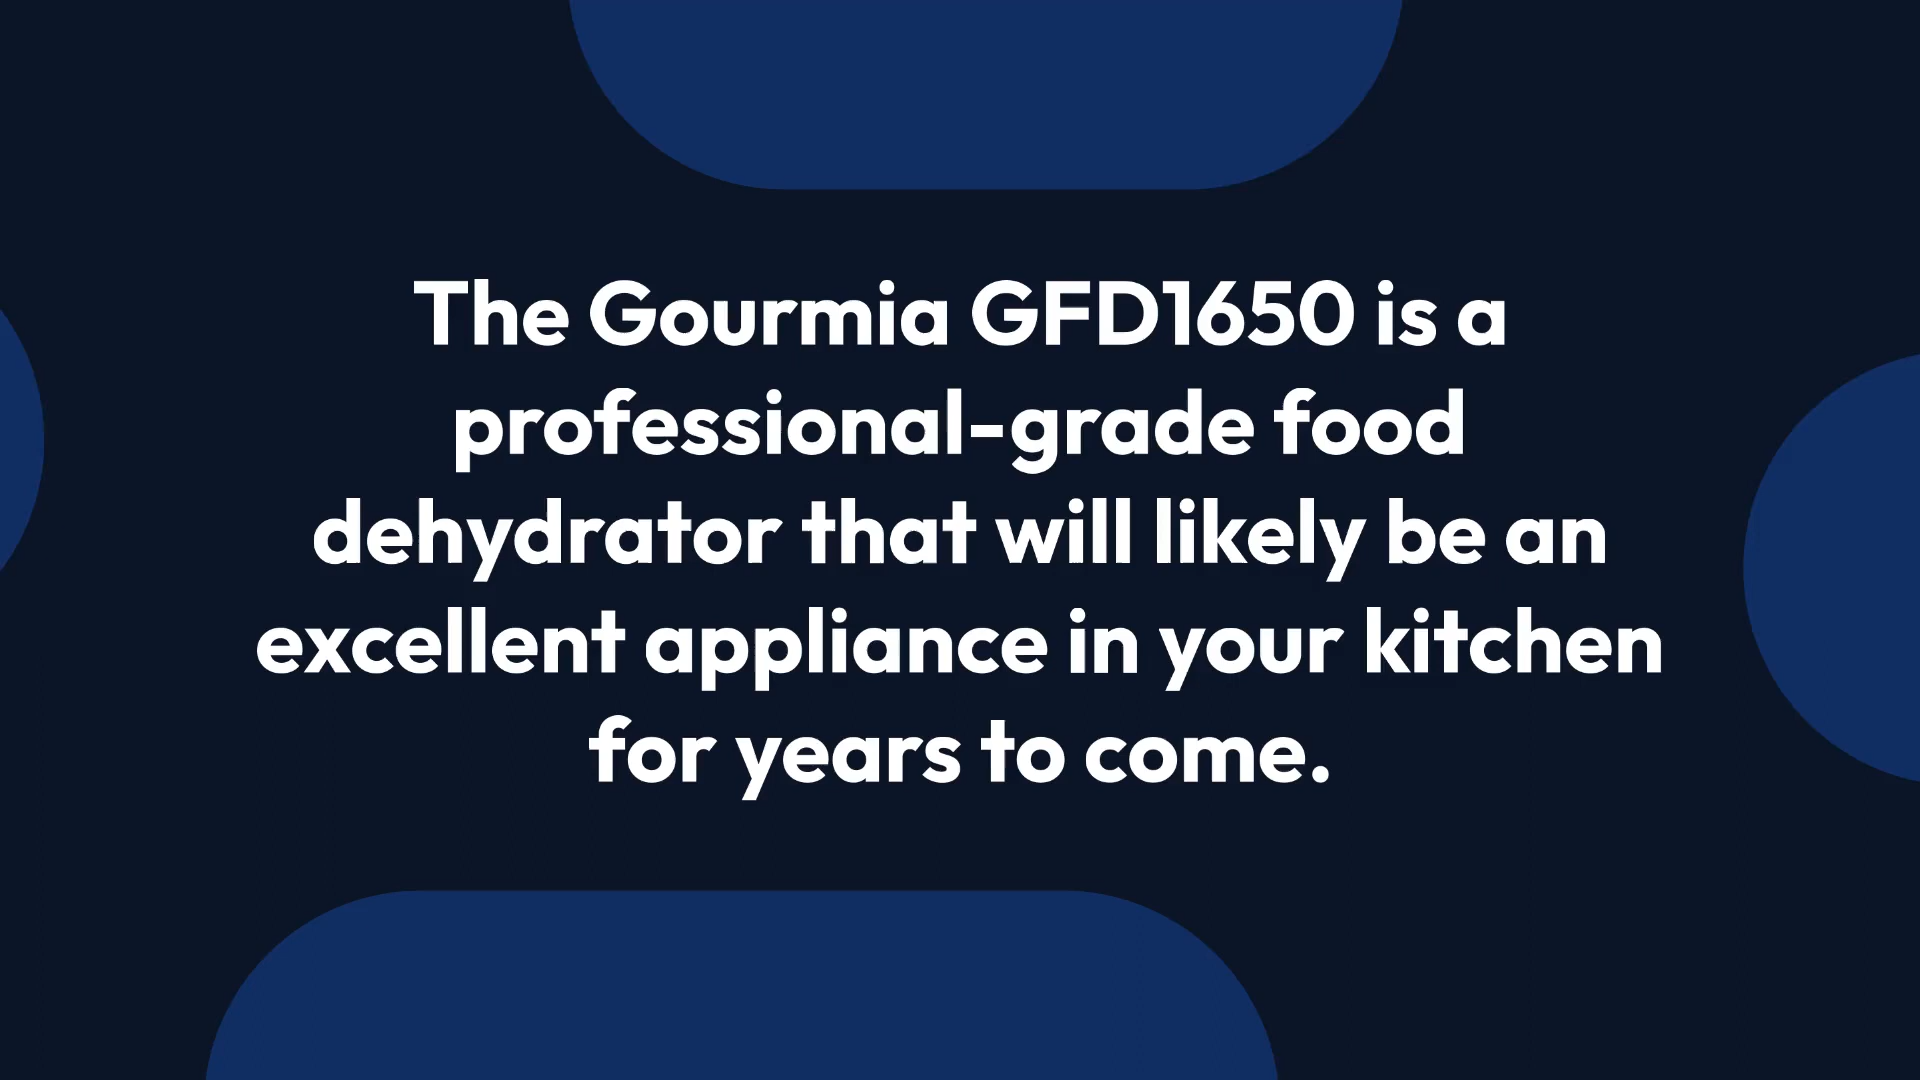 The Gourmia GFD1650 is a
professional-grade food
dehydrator that will likely be an
excellent appliance in your kitchen
for years to come.